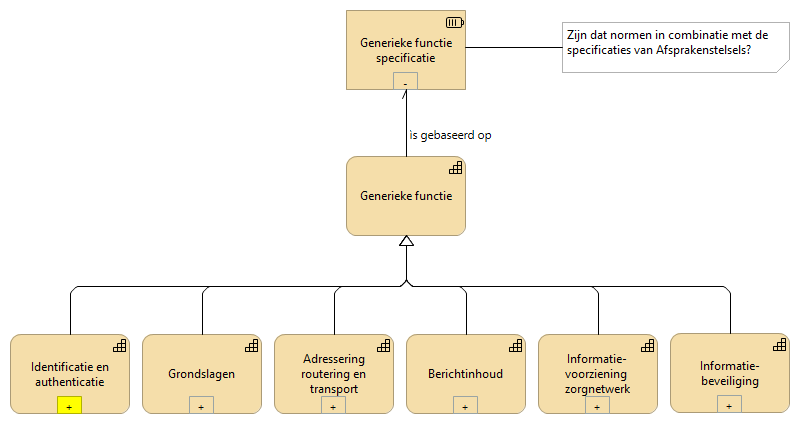 Generieke functie
specificatie
-
Zijn dat normen in combinatie met de
specificaties van Afsprakenstelsels?
is gebaseerd op
Generieke functie
Identificatie en
authenticatie
+
Grondslagen
+
Adressering
routering en
transport
+
Berichtinhoud
+
Informatie-
voorziening
zorgnetwerk
+
Informatie-
beveiliging
+